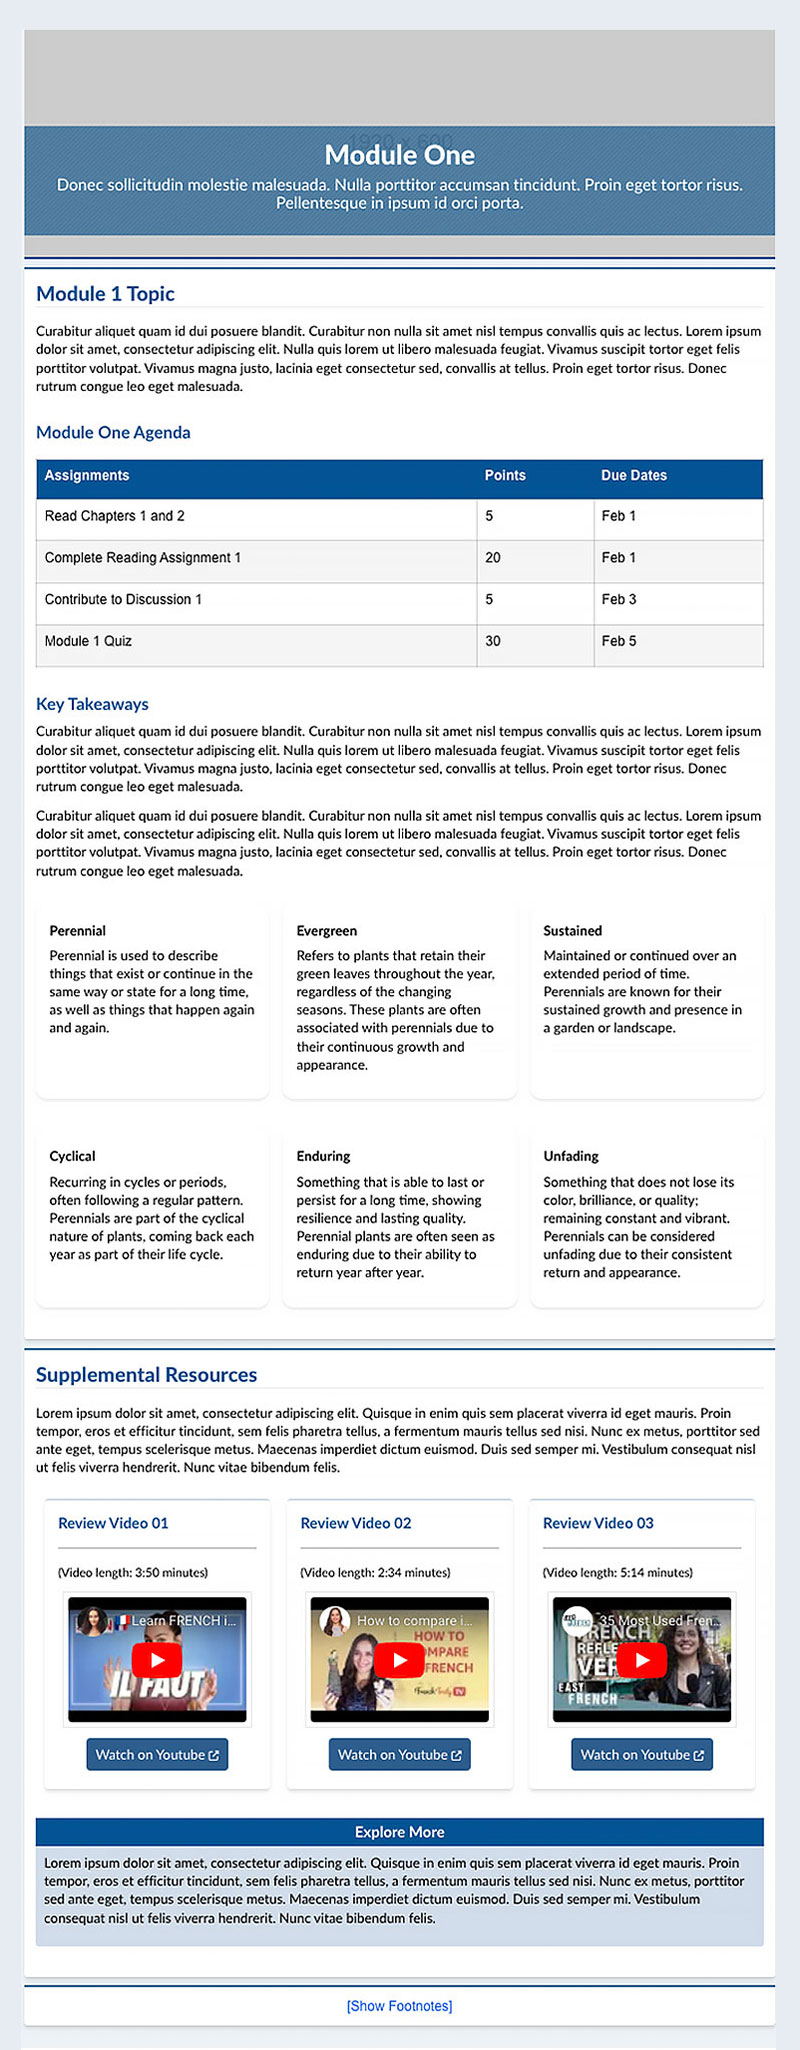 1920 x 600
Module One
Donec sollicitudin molestie malesuada. Nulla porttitor accumsan tincidunt. Proin eget tortor risus.
Pellentesque in ipsum id orci porta.
Module 1 Topic
Curabitur aliquet quam id dui posuere blandit. Curabitur non nulla sit amet nisl tempus convallis quis ac lectus. Lorem ipsum
dolor sit amet, consectetur adipiscing elit. Nulla quis lorem ut libero malesuada feugiat. Vivamus suscipit tortor eget felis
porttitor volutpat. Vivamus magna justo, lacinia eget consectetur sed, convallis at tellus. Proin eget tortor risus. Donec
rutrum congue leo eget malesuada.
Module One Agenda
Assignments Points Due Dates
Read Chapters 1 and 2 5 Feb 1
Complete Reading Assignment 1 20 Feb 1
Contribute to Discussion 1 5 Feb 3
Module 1 Quiz 30 Feb 5
Key Takeaways
Curabitur aliquet quam id dui posuere blandit. Curabitur non nulla sit amet nisl tempus convallis quis ac lectus. Lorem ipsum
dolor sit amet, consectetur adipiscing elit. Nulla quis lorem ut libero malesuada feugiat. Vivamus suscipit tortor eget felis
porttitor volutpat. Vivamus magna justo, lacinia eget consectetur sed, convallis at tellus. Proin eget tortor risus. Donec
rutrum congue leo eget malesuada.
Curabitur aliquet quam id dui posuere blandit. Curabitur non nulla sit amet nisl tempus convallis quis ac lectus. Lorem ipsum
dolor sit amet, consectetur adipiscing elit. Nulla quis lorem ut libero malesuada feugiat. Vivamus suscipit tortor eget felis
porttitor volutpat. Vivamus magna justo, lacinia eget consectetur sed, convallis at tellus. Proin eget tortor risus. Donec
rutrum congue leo eget malesuada.
Perennial
Perennial is used to describe
things that exist or continue in the
same way or state for a long time,
as well as things that happen again
and again.
Evergreen
Refers to plants that retain their
green leaves throughout the year,
regardless of the changing
seasons. These plants are often
associated with perennials due to
their continuous growth and
appearance.
Sustained
Maintained or continued over an
extended period of time.
Perennials are known for their
sustained growth and presence in
a garden or landscape.
Cyclical
Recurring in cycles or periods,
often following a regular pattern.
Perennials are part of the cyclical
nature of plants, coming back each
year as part of their life cycle.
Enduring
Something that is able to last or
persist for a long time, showing
resilience and lasting quality.
Perennial plants are often seen as
enduring due to their ability to
return year after year.
Unfading
Something that does not lose its
color, brilliance, or quality;
remaining constant and vibrant.
Perennials can be considered
unfading due to their consistent
return and appearance.
Supplemental Resources
Lorem ipsum dolor sit amet, consectetur adipiscing elit. Quisque in enim quis sem placerat viverra id eget mauris. Proin
tempor, eros et efficitur tincidunt, sem felis pharetra tellus, a fermentum mauris tellus sed nisi. Nunc ex metus, porttitor sed
ante eget, tempus scelerisque metus. Maecenas imperdiet dictum euismod. Duis sed semper mi. Vestibulum consequat nisl
ut felis viverra hendrerit. Nunc vitae bibendum felis.
Review Video 01
(Video length: 3:50 minutes)
Learn FRENCH i...
IL FAUT
Watch on Youtube
Review Video 02
(Video length: 2:34 minutes)
How to compare i...
HOW TO
COMPARE
FRENCH
Watch on Youtube
Review Video 03
(Video length: 5:14 minutes)
35 Most Used Fren...
FRENCH
EASY
FRENCH
Watch on Youtube
Explore More
Lorem ipsum dolor sit amet, consectetur adipiscing elit. Quisque in enim quis sem placerat viverra id eget mauris. Proin
tempor, eros et efficitur tincidunt, sem felis pharetra tellus, a fermentum mauris tellus sed nisi. Nunc ex metus, porttitor
sed ante eget, tempus scelerisque metus. Maecenas imperdiet dictum euismod. Duis sed semper mi. Vestibulum
consequat nisl ut felis viverra hendrerit. Nunc vitae bibendum felis.
[Show Footnotes]